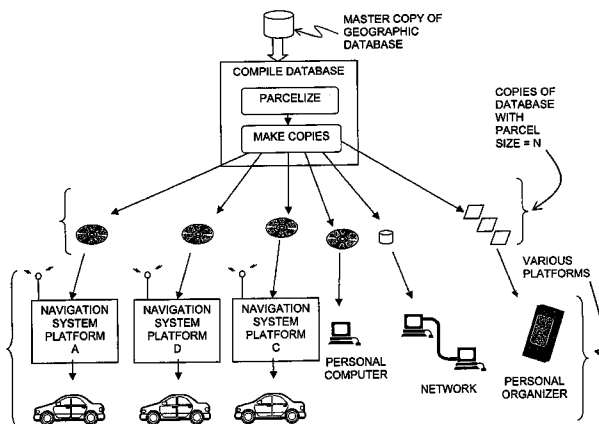 MASTER COPY OF
GEOGRAPHIC
DATABASE
COMPILE DATABASE
PARCELIZE
MAKE COPIES
COPIES OF
DATABASE
WITH
PARCEL
SIZE = N
VARIOUS
PLATFORMS
NAVIGATION
SYSTEM
PLATFORM
A
NAVIGATION
SYSTEM
PLATFORM
D
NAVIGATION
SYSTEM
PLATFORM
C
PERSONAL
COMPUTER
NETWORK
PERSONAL
ORGANIZER